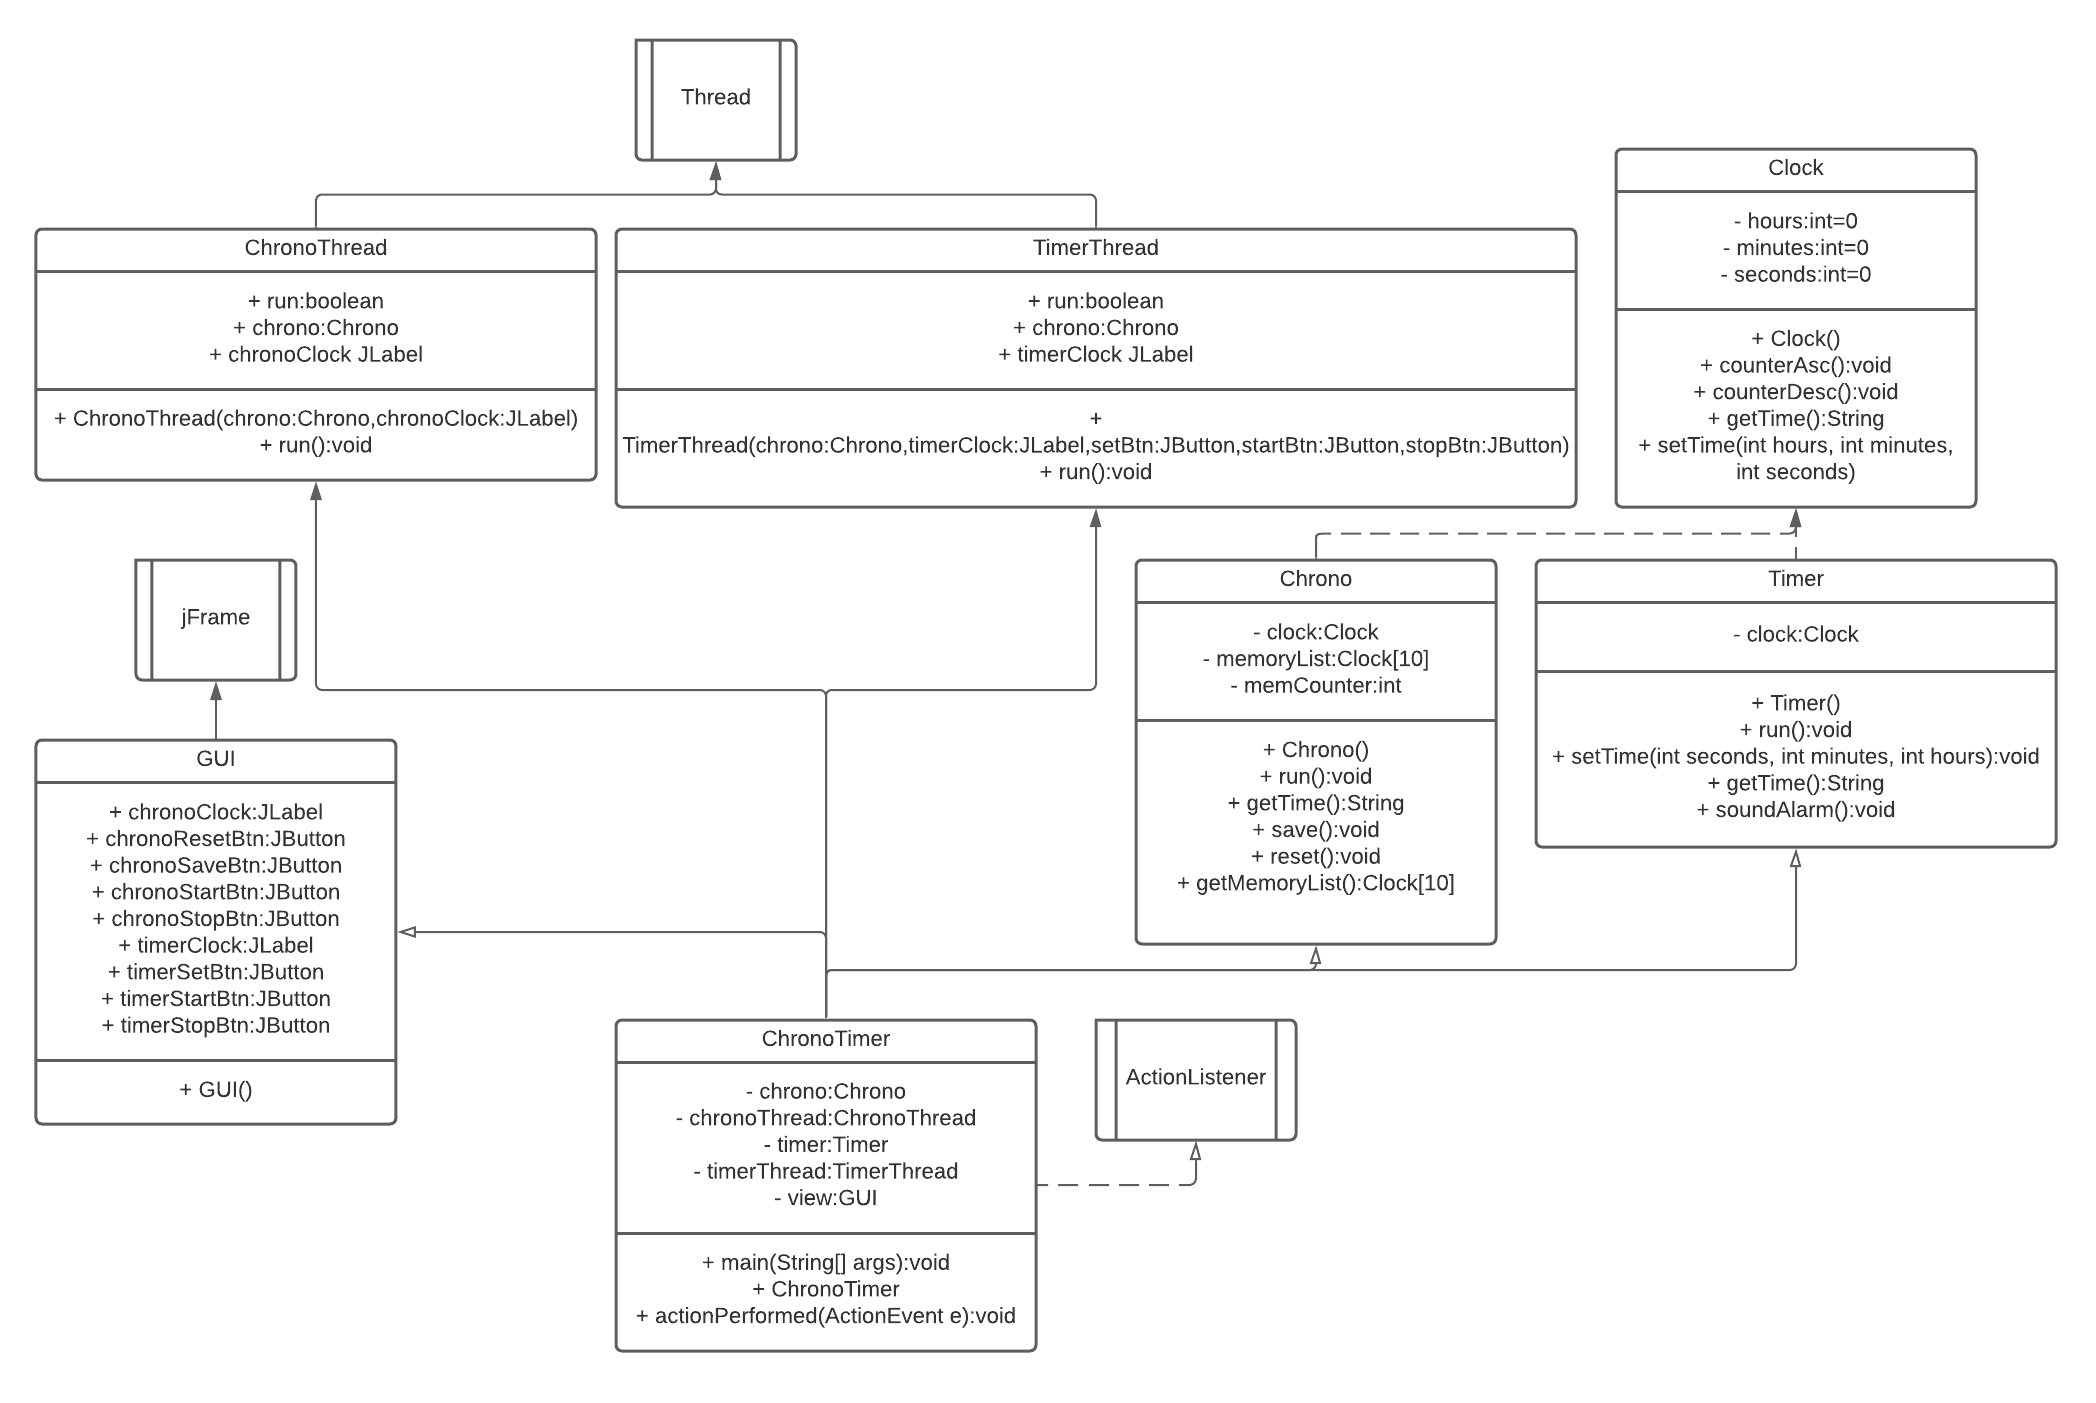 Thread
Clock
- hours:int=0
- minutes:int=0
- seconds:int=0
+ Clock()
+ counterAsc():void
+ counterDesc():void
+ getTime():String
+ setTime(int hours, int minutes,
int seconds)
ChronoThread
+ run:boolean
+ chrono:Chrono
+ chronoClock JLabel
+ ChronoThread(chrono:Chrono,chronoClock:JLabel)
+ run():void
TimerThread
+ run:boolean
+ chrono:Chrono
+ timerClock JLabel
+
TimerThread(chrono:Chrono,timerClock:JLabel,setBtn:JButton,startBtn:JButton,stopBtn:JButton)
+ run():void
jFrame
Chrono
- clock:Clock
- memoryList:Clock[10]
- memCounter:int
+ Chrono()
+ run():void
+ getTime():String
+ save():void
+ reset():void
+ getMemoryList():Clock[10]
Timer
- clock:Clock
+ Timer()
+ run():void
+ setTime(int seconds, int minutes, int hours):void
+ getTime():String
+ soundAlarm():void
GUI
+ chronoClock:JLabel
+ chronoResetBtn:JButton
+ chronoSaveBtn:JButton
+ chronoStartBtn:JButton
+ chronoStopBtn:JButton
+ timerClock:JLabel
+ timerSetBtn:JButton
+ timerStartBtn:JButton
+ timerStopBtn:JButton
+ GUI()
ChronoTimer
- chrono:Chrono
- chronoThread:ChronoThread
- timer:Timer
- timerThread:TimerThread
- view:GUI
+ main(String[] args):void
+ ChronoTimer
+ actionPerformed(ActionEvent e):void
ActionListener